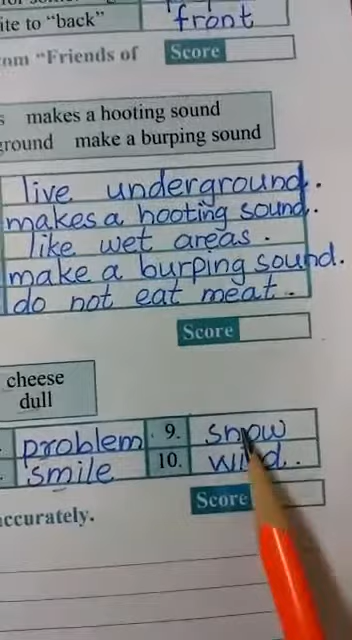 ite to "back" front
om "Friends of Score
s makes a hooting sound
ground make a burping sound
live underground.
makes a hooting sound.
like wet areas.
make a burping sound.
do not eat meat.
Score
cheese
dull
problem. 9. snow
smile 10. wind.
Score
accurately.